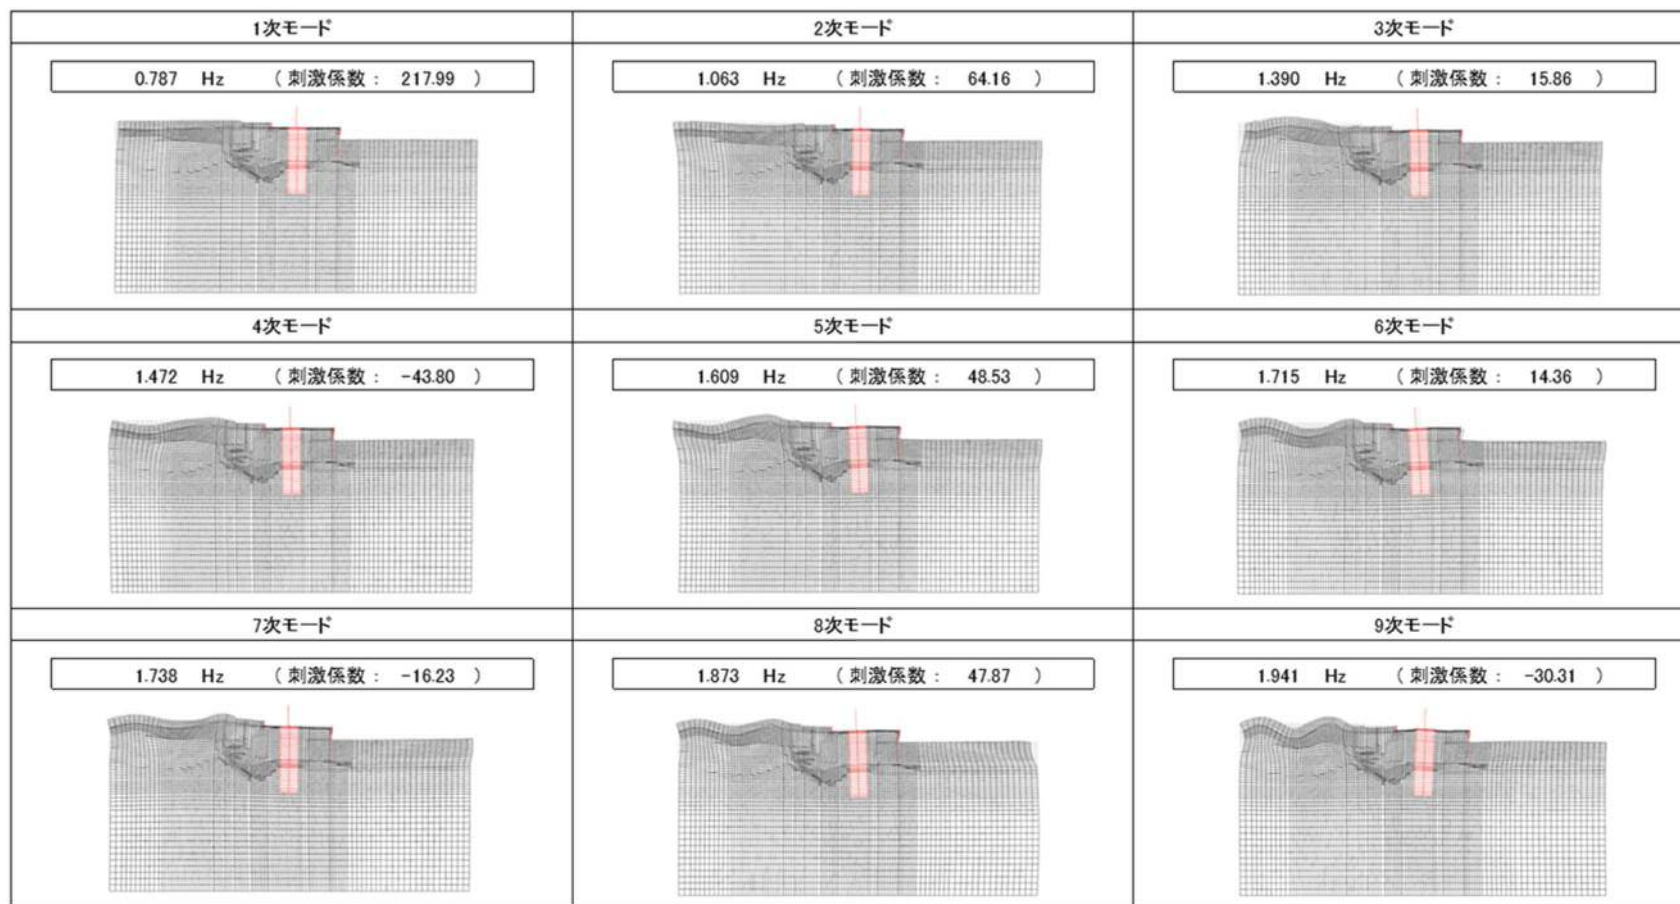 1次モード
2次モード
3次モード
0.787 Hz (刺激係数: 217.99 )
1.063 Hz (刺激係数: 64.16 )
1.390 Hz (刺激係数: 15.86 )
4次モード
5次モード
6次モード
1.472 Hz (刺激係数: -43.80 )
1.609 Hz (刺激係数: 48.53 )
1.715 Hz (刺激係数: 14.36 )
7次モード
8次モード
9次モード
1.738 Hz (刺激係数: -16.23 )
1.873 Hz (刺激係数: 47.87 )
1.941 Hz (刺激係数: -30.31 )